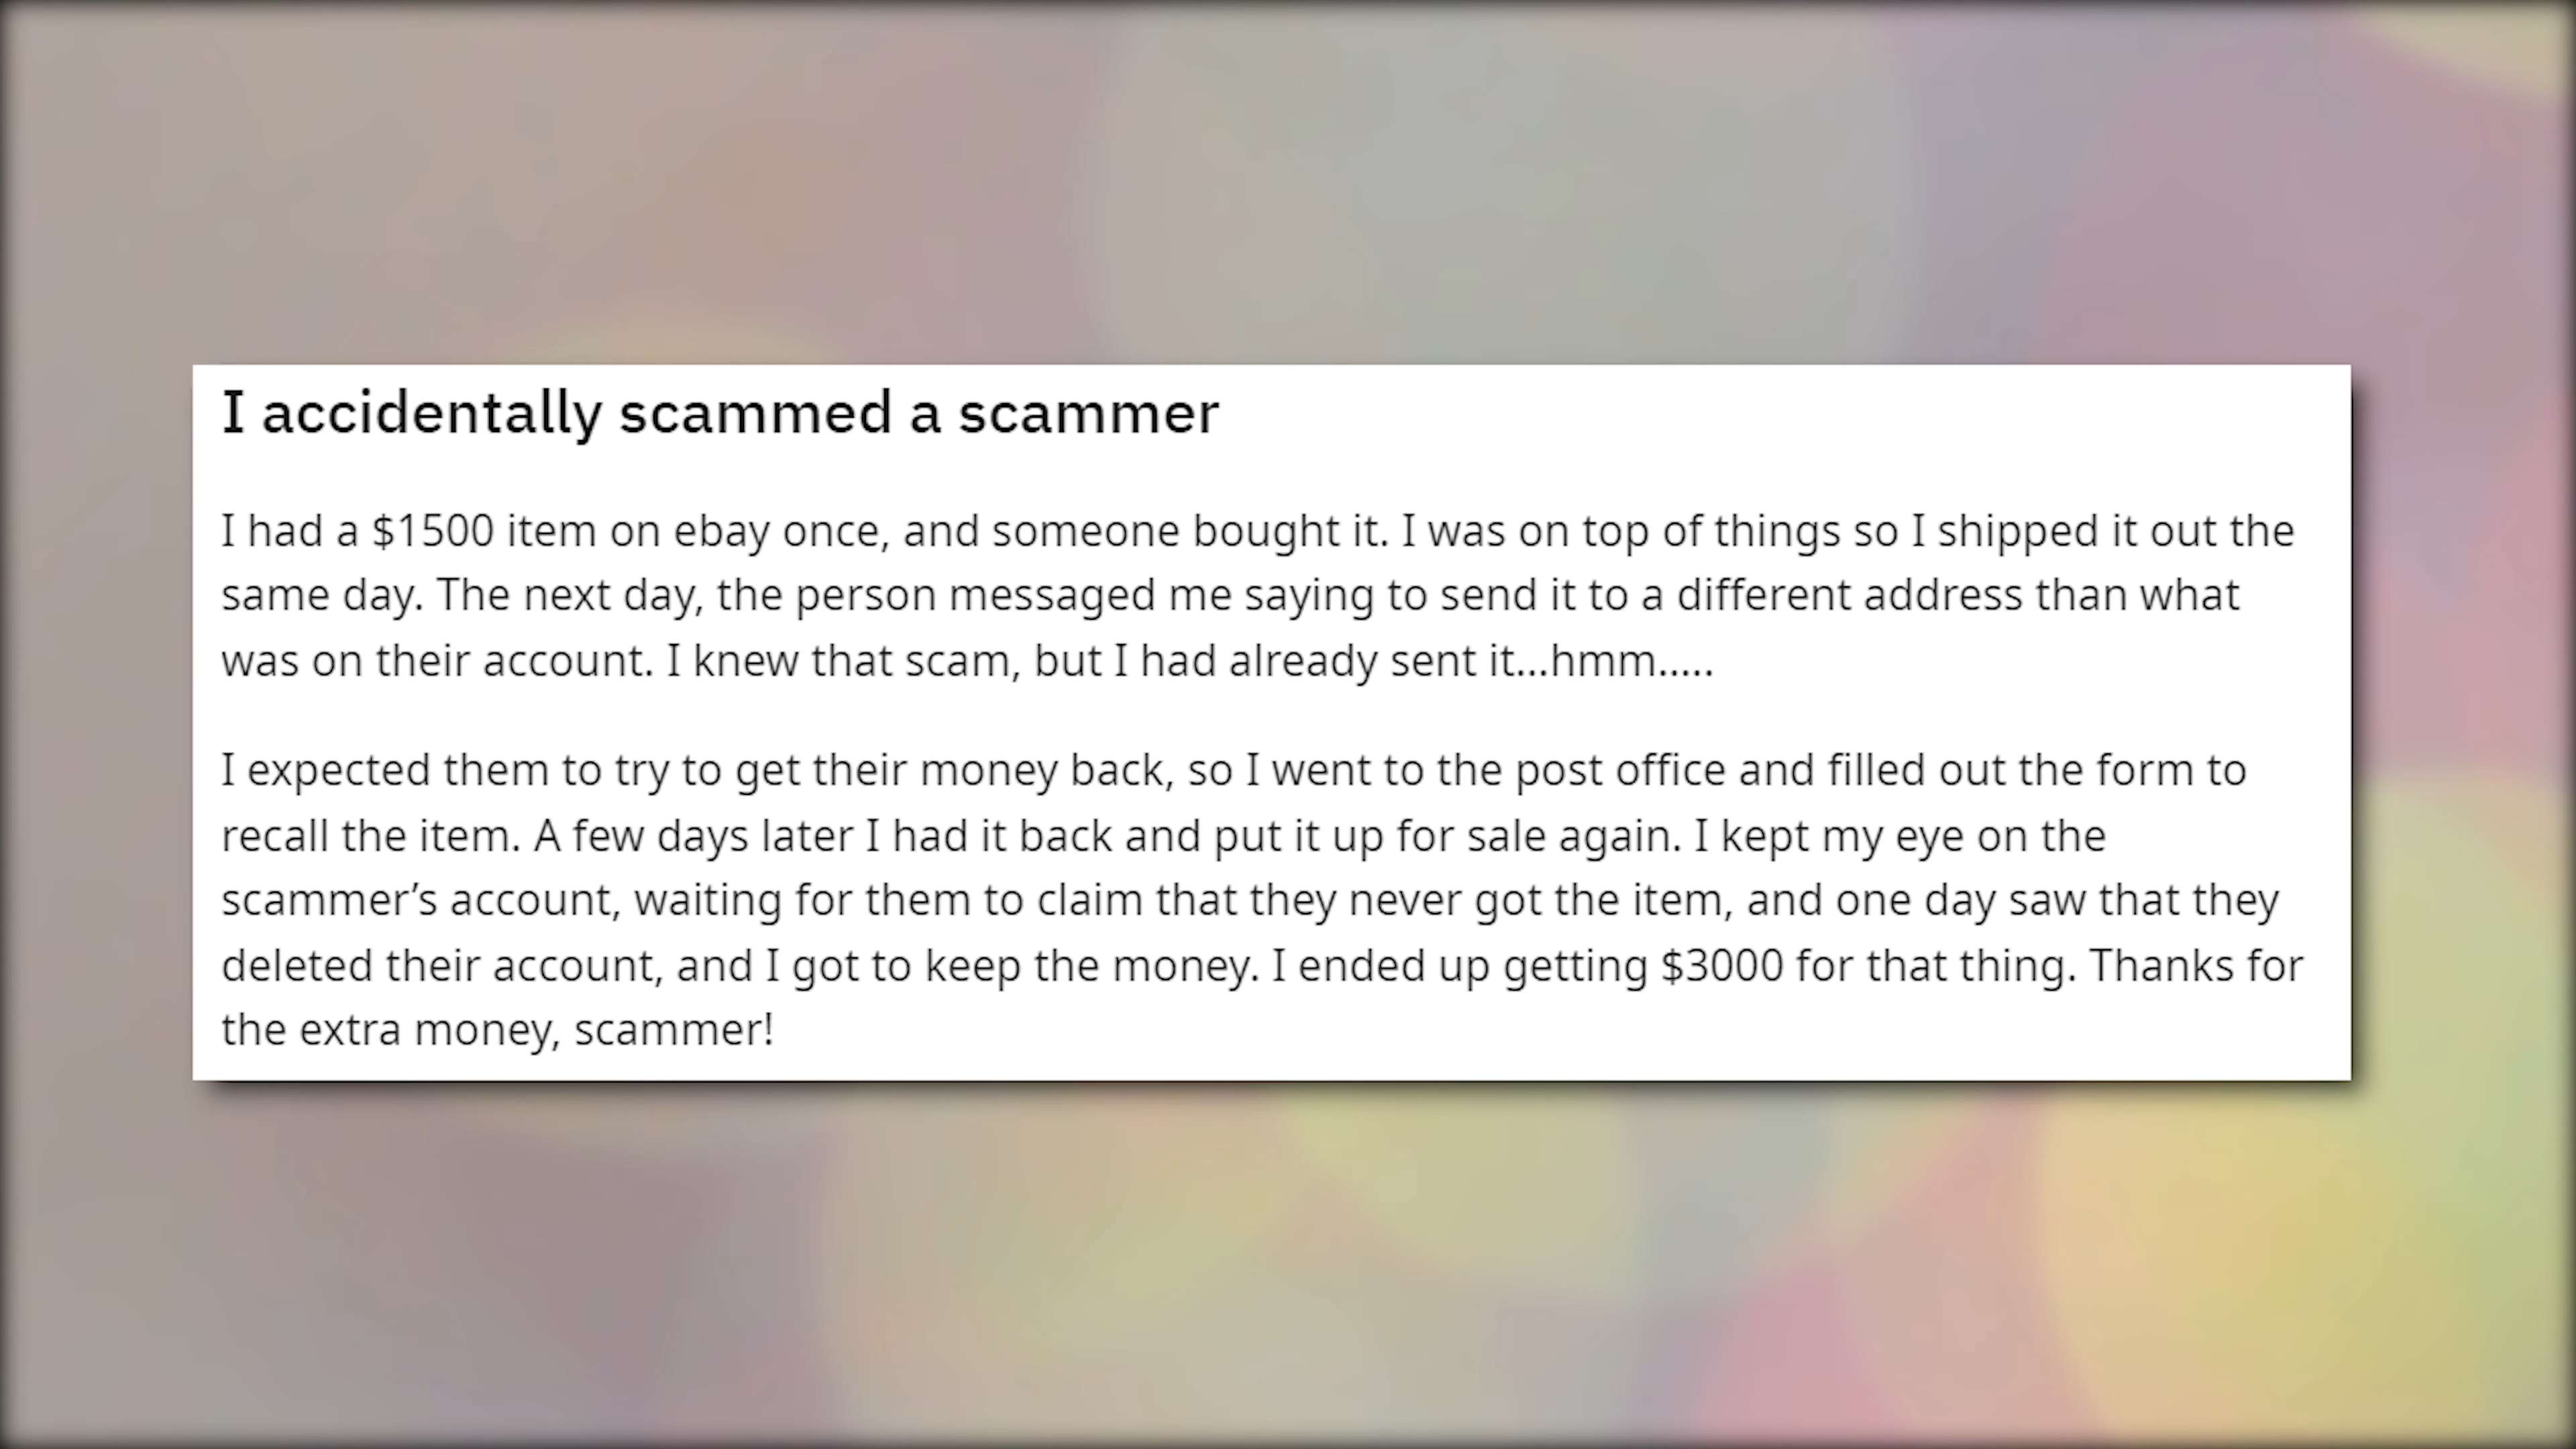 I accidentally scammed a scammer
I had a $1500 item on ebay once, and someone bought it. I was on top of things so I shipped it out the
same day. The next day, the person messaged me saying to send it to a different address than what
was on their account. I knew that scam, but I had already sent it...hmm.....
I expected them to try to get their money back, so I went to the post office and filled out the form to
recall the item. A few days later I had it back and put it up for sale again. I kept my eye on the
scammer’s account, waiting for them to claim that they never got the item, and one day saw that they
deleted their account, and I got to keep the money. I ended up getting $3000 for that thing. Thanks for
the extra money, scammer!